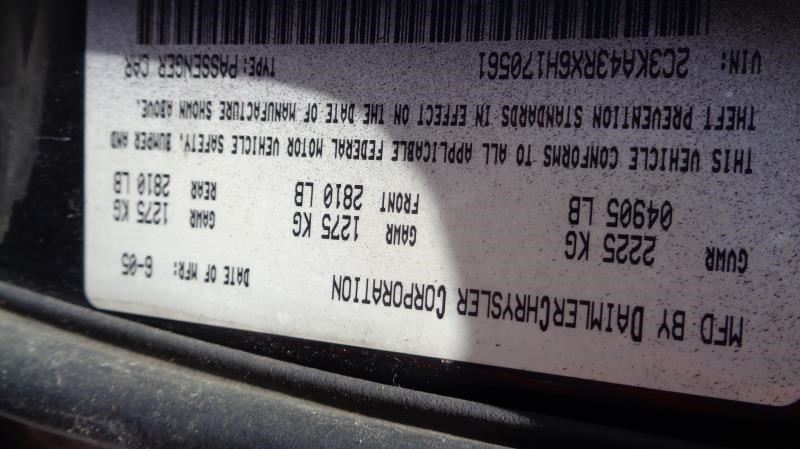 MFD BY DAIMLERCHRYSLER CORPORATION
DATE OF MFR: 6-05
GVWR 2225 KG GAWR 1275 KG GAWR 1275 KG
04905 LB FRONT 2810 LB REAR 2810 LB
THIS VEHICLE CONFORMS TO ALL APPLICABLE FEDERAL MOTOR VEHICLE SAFETY, BUMPER AND
THEFT PREVENTION STANDARDS IN EFFECT ON THE DATE OF MANUFACTURE SHOWN ABOVE.
VIN: 2C3KA43RX6H170561 TYPE: PASSENGER CAR